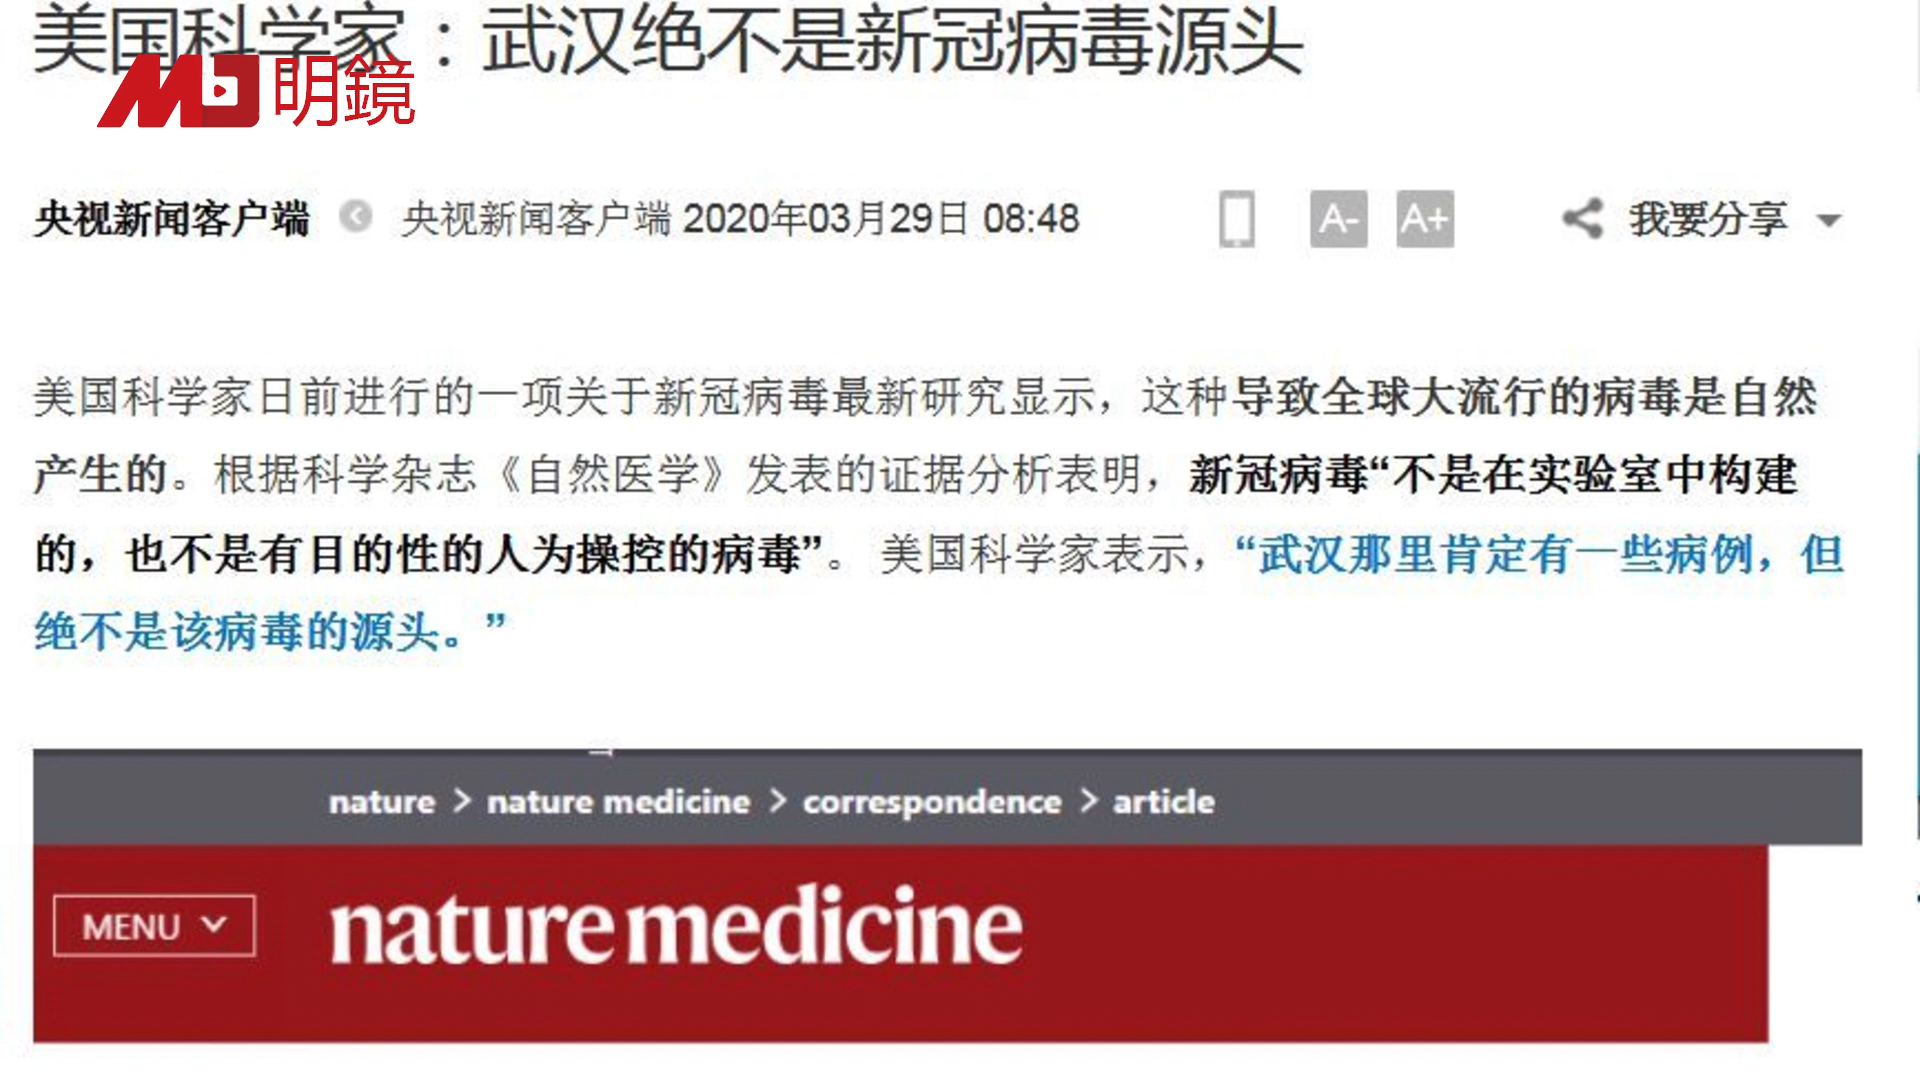 美国科学家：武汉绝不是新冠病毒源头
明鏡
央视新闻客户端 央视新闻客户端 2020年03月29日 08:48 A- A+ 我要分享
美国科学家日前进行的一项关于新冠病毒最新研究显示，这种导致全球大流行的病毒是自然
产生的。根据科学杂志《自然医学》发表的证据分析表明，新冠病毒“不是在实验室中构建
的，也不是有目的性的人为操控的病毒”。 美国科学家表示，“武汉那里肯定有一些病例，但
绝不是该病毒的源头。”
nature > nature medicine > correspondence > article
MENU nature medicine